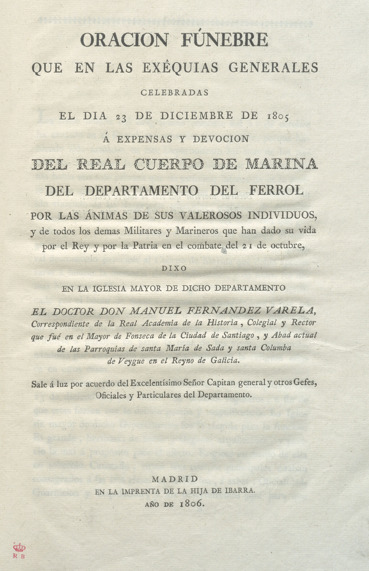 ORACION FÚNEBRE
QUE EN LAS EXÉQUIAS GENERALES
CELEBRADAS
EL DIA 23 DE DICIEMBRE DE 1805
Á EXPENSAS Y DEVOCION
DEL REAL CUERPO DE MARINA
DEL DEPARTAMENTO DEL FERROL
POR LAS ÁNIMAS DE SUS VALEROSOS INDIVIDUOS,
y de todos los demas Militares y Marineros que han dado su vida
por el Rey y por la Patria en el combate del 21 de octubre,
DIXO
EN LA IGLESIA MAYOR DE DICHO DEPARTAMENTO
EL DOCTOR DON MANUEL FERNANDEZ VARELA,
Correspondiente de la Real Academia de la Historia, Colegial y Rector
que fué en el Mayor de Fonseca de la Ciudad de Santiago, y Abad actual
de las Parroquias de santa María de Sada y santa Columba
de Veygue en el Reyno de Galicia.
Sale á luz por acuerdo del Excelentísimo Señor Capitan general y otros Gefes,
Oficiales y Particulares del Departamento.
MADRID
EN LA IMPRENTA DE LA HIJA DE IBARRA.
AÑO DE 1806.